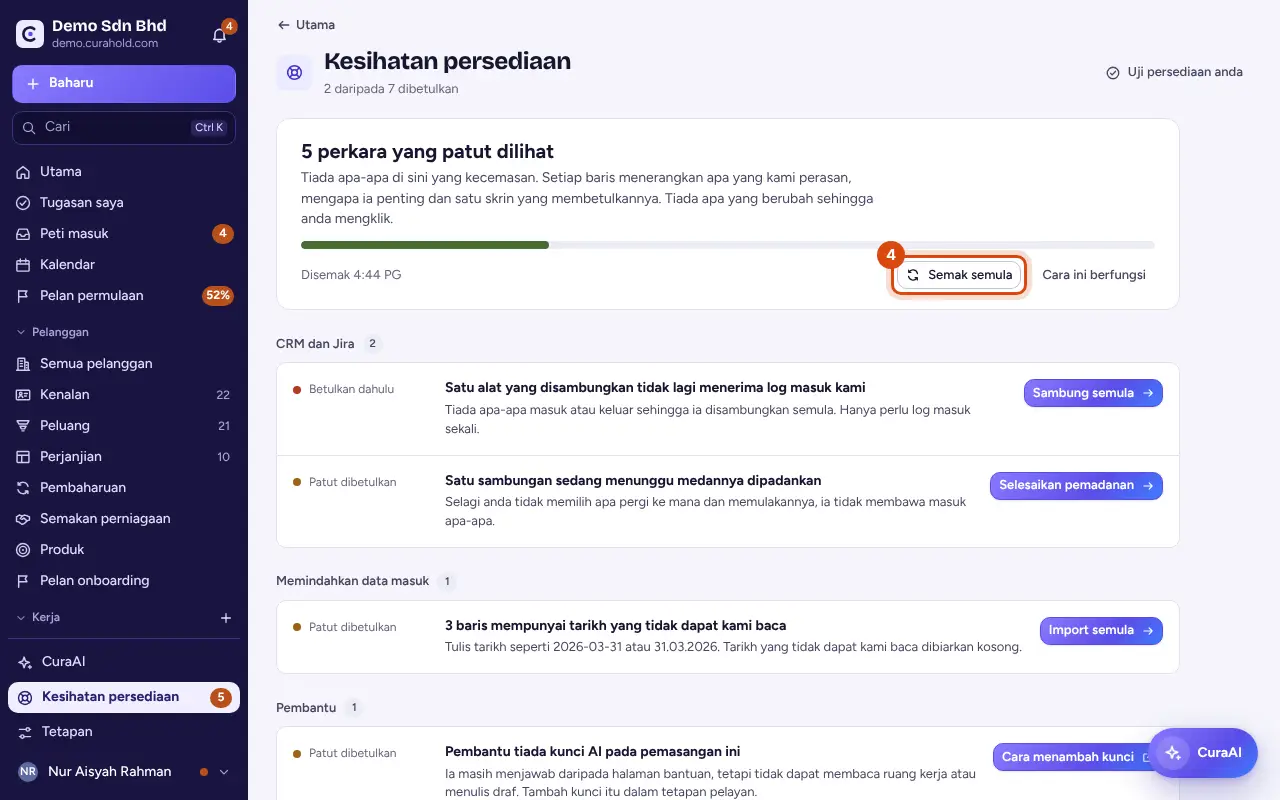 Demo Sdn Bhd
demo.curahold.com
4
Baharu
Cari
Ctrl K
Utama
Tugasan saya
Peti masuk
4
Kalendar
Pelan permulaan
52%
Pelanggan
Semua pelanggan
Kenalan
22
Peluang
21
Perjanjian
10
Pembaharuan
Semakan perniagaan
Produk
Pelan onboarding
Kerja
CuraAI
Kesihatan persediaan
5
Tetapan
NR
Nur Aisyah Rahman
Utama
Kesihatan persediaan
2 daripada 7 dibetulkan
Uji persediaan anda
5 perkara yang patut dilihat
Tiada apa-apa di sini yang kecemasan. Setiap baris menerangkan apa yang kami perasan,
mengapa ia penting dan satu skrin yang membetulkannya. Tiada apa yang berubah sehingga
anda mengklik.
Disemak 4:44 PG
4
Semak semula
Cara ini berfungsi
CRM dan Jira 2
Betulkan dahulu
Satu alat yang disambungkan tidak lagi menerima log masuk kami
Tiada apa-apa masuk atau keluar sehingga ia disambungkan semula. Hanya perlu log masuk
sekali.
Sambung semula
Patut dibetulkan
Satu sambungan sedang menunggu medannya dipadankan
Selagi anda tidak memilih apa pergi ke mana dan memulakannya, ia tidak membawa masuk
apa-apa.
Selesaikan pemadanan
Memindahkan data masuk 1
Patut dibetulkan
3 baris mempunyai tarikh yang tidak dapat kami baca
Tulis tarikh seperti 2026-03-31 atau 31.03.2026. Tarikh yang tidak dapat kami baca dibiarkan kosong.
Import semula
Pembantu 1
Patut dibetulkan
Pembantu tiada kunci AI pada pemasangan ini
Ia masih menjawab daripada halaman bantuan, tetapi tidak dapat membaca ruang kerja atau
menulis draf. Tambah kunci itu dalam tetapan pelayan.
Cara menambah kunci
CuraAI